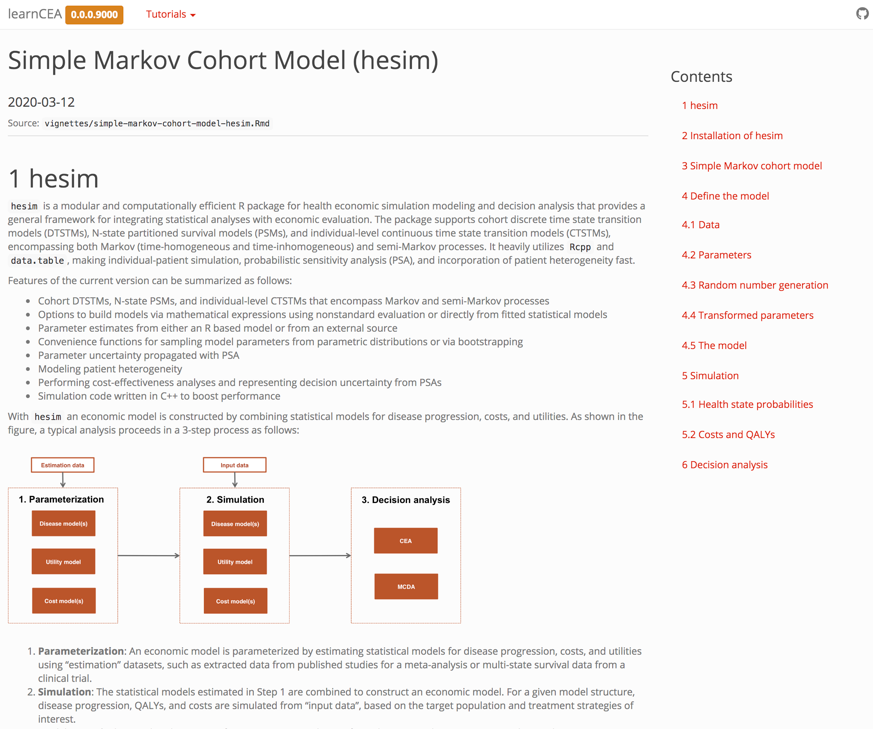 learnCEA 0.0.0.9000 Tutorials
Simple Markov Cohort Model (hesim)
2020-03-12
Source: vignettes/simple-markov-cohort-model-hesim.Rmd
1 hesim
hesim is a modular and computationally efficient R package for health economic simulation modeling and decision analysis that provides a
general framework for integrating statistical analyses with economic evaluation. The package supports cohort discrete time state transition
models (DTSTMs), N-state partitioned survival models (PSMs), and individual-level continuous time state transition models (CTSTMs),
encompassing both Markov (time-homogeneous and time-inhomogeneous) and semi-Markov processes. It heavily utilizes Rcpp and
data.table, making individual-patient simulation, probabilistic sensitivity analysis (PSA), and incorporation of patient heterogeneity fast.
Features of the current version can be summarized as follows:
• Cohort DTSTMs, N-state PSMs, and individual-level CTSTMs that encompass Markov and semi-Markov processes
• Options to build models via mathematical expressions using nonstandard evaluation or directly from fitted statistical models
• Parameter estimates from either an R based model or from an external source
• Convenience functions for sampling model parameters from parametric distributions or via bootstrapping
• Parameter uncertainty propagated with PSA
• Modeling patient heterogeneity
• Performing cost-effectiveness analyses and representing decision uncertainty from PSAs
• Simulation code written in C++ to boost performance
With hesim an economic model is constructed by combining statistical models for disease progression, costs, and utilities. As shown in the
figure, a typical analysis proceeds in a 3-step process as follows:
Estimation data
1. Parameterization
Disease model(s)
Utility model
Cost model(s)
Input data
2. Simulation
Disease model(s)
Utility model
Cost model(s)
3. Decision analysis
CEA
MCDA
1. Parameterization: An economic model is parameterized by estimating statistical models for disease progression, costs, and utilities
using “estimation” datasets, such as extracted data from published studies for a meta-analysis or multi-state survival data from a
clinical trial.
2. Simulation: The statistical models estimated in Step 1 are combined to construct an economic model. For a given model structure,
disease progression, QALYs, and costs are simulated from “input data”, based on the target population and treatment strategies of
interest.
Contents
1 hesim
2 Installation of hesim
3 Simple Markov cohort model
4 Define the model
4.1 Data
4.2 Parameters
4.3 Random number generation
4.4 Transformed parameters
4.5 The model
5 Simulation
5.1 Health state probabilities
5.2 Costs and QALYs
6 Decision analysis